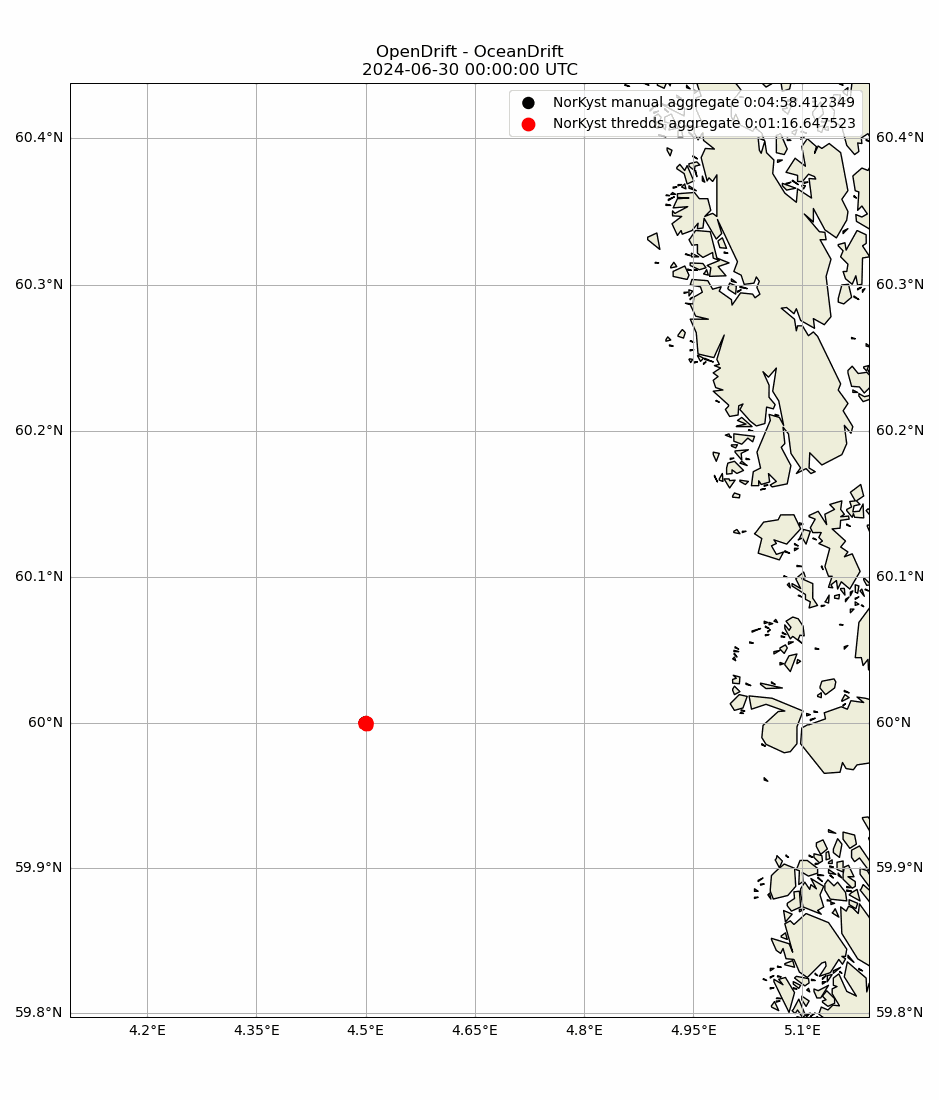 OpenDrift - OceanDrift
2024-06-30 00:00:00 UTC
NorKyst manual aggregate 0:04:58.412349
NorKyst thredds aggregate 0:01:16.647523
60.4°N 60.4°N
60.3°N 60.3°N
60.2°N 60.2°N
60.1°N 60.1°N
60°N 60°N
59.9°N 59.9°N
59.8°N 59.8°N
4.2°E 4.35°E 4.5°E 4.65°E 4.8°E 4.95°E 5.1°E